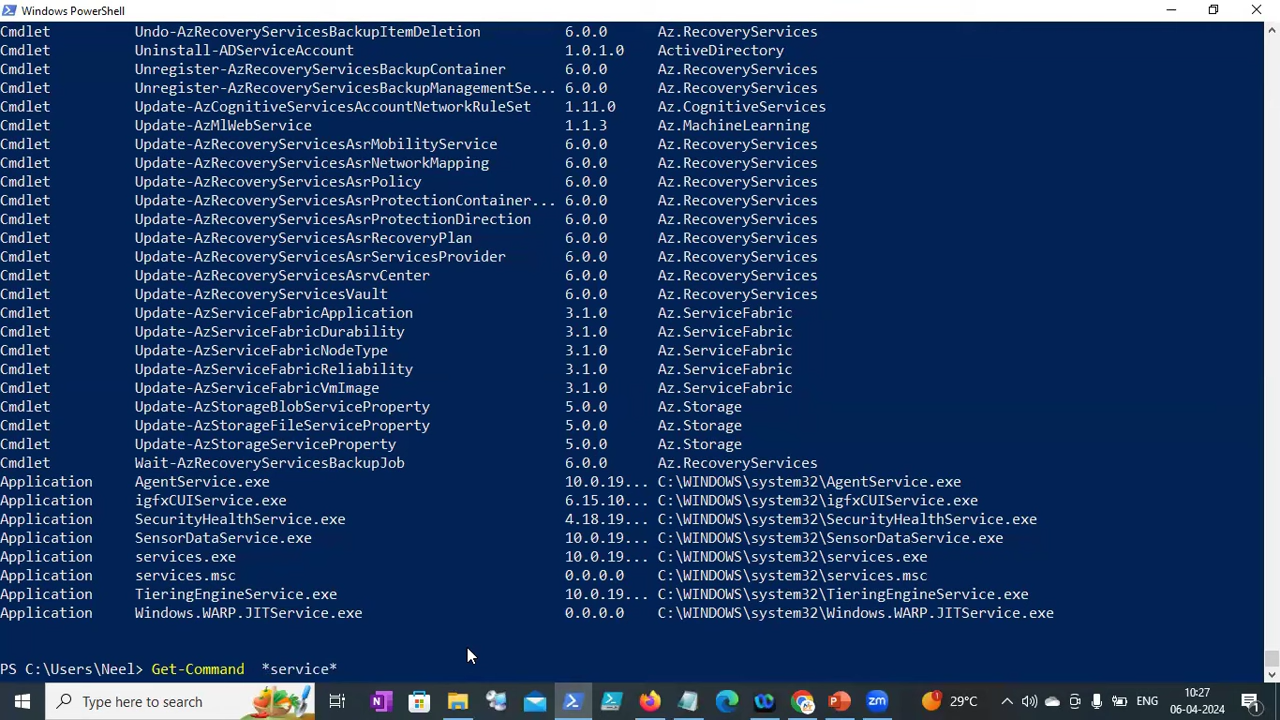 Windows PowerShell
Cmdlet Undo-AzRecoveryServicesBackupItemDeletion 6.0.0 Az.RecoveryServices
Cmdlet Uninstall-ADServiceAccount 1.0.1.0 ActiveDirectory
Cmdlet Unregister-AzRecoveryServicesBackupContainer 6.0.0 Az.RecoveryServices
Cmdlet Unregister-AzRecoveryServicesBackupManagementSe... 6.0.0 Az.RecoveryServices
Cmdlet Update-AzCognitiveServicesAccountNetworkRuleSet 1.11.0 Az.CognitiveServices
Cmdlet Update-AzMlWebService 1.1.3 Az.MachineLearning
Cmdlet Update-AzRecoveryServicesAsrMobilityService 6.0.0 Az.RecoveryServices
Cmdlet Update-AzRecoveryServicesAsrNetworkMapping 6.0.0 Az.RecoveryServices
Cmdlet Update-AzRecoveryServicesAsrPolicy 6.0.0 Az.RecoveryServices
Cmdlet Update-AzRecoveryServicesAsrProtectionContainer... 6.0.0 Az.RecoveryServices
Cmdlet Update-AzRecoveryServicesAsrProtectionDirection 6.0.0 Az.RecoveryServices
Cmdlet Update-AzRecoveryServicesAsrRecoveryPlan 6.0.0 Az.RecoveryServices
Cmdlet Update-AzRecoveryServicesAsrServicesProvider 6.0.0 Az.RecoveryServices
Cmdlet Update-AzRecoveryServicesAsrvCenter 6.0.0 Az.RecoveryServices
Cmdlet Update-AzRecoveryServicesVault 6.0.0 Az.RecoveryServices
Cmdlet Update-AzServiceFabricApplication 3.1.0 Az.ServiceFabric
Cmdlet Update-AzServiceFabricDurability 3.1.0 Az.ServiceFabric
Cmdlet Update-AzServiceFabricNodeType 3.1.0 Az.ServiceFabric
Cmdlet Update-AzServiceFabricReliability 3.1.0 Az.ServiceFabric
Cmdlet Update-AzServiceFabricVmImage 3.1.0 Az.ServiceFabric
Cmdlet Update-AzStorageBlobServiceProperty 5.0.0 Az.Storage
Cmdlet Update-AzStorageFileServiceProperty 5.0.0 Az.Storage
Cmdlet Update-AzStorageServiceProperty 5.0.0 Az.Storage
Cmdlet Wait-AzRecoveryServicesBackupJob 6.0.0 Az.RecoveryServices
Application AgentService.exe 10.0.19... C:\WINDOWS\system32\AgentService.exe
Application igfxCUIService.exe 6.15.10... C:\WINDOWS\system32\igfxCUIService.exe
Application SecurityHealthService.exe 4.18.19... C:\WINDOWS\system32\SecurityHealthService.exe
Application SensorDataService.exe 10.0.19... C:\WINDOWS\system32\SensorDataService.exe
Application services.exe 10.0.19... C:\WINDOWS\system32\services.exe
Application services.msc 0.0.0.0 C:\WINDOWS\system32\services.msc
Application TieringEngineService.exe 10.0.19... C:\WINDOWS\system32\TieringEngineService.exe
Application Windows.WARP.JITService.exe 0.0.0.0 C:\WINDOWS\system32\Windows.WARP.JITService.exe
PS C:\Users\Neel> Get-Command  *service*
Type here to search 29°C ENG 10:27
06-04-2024